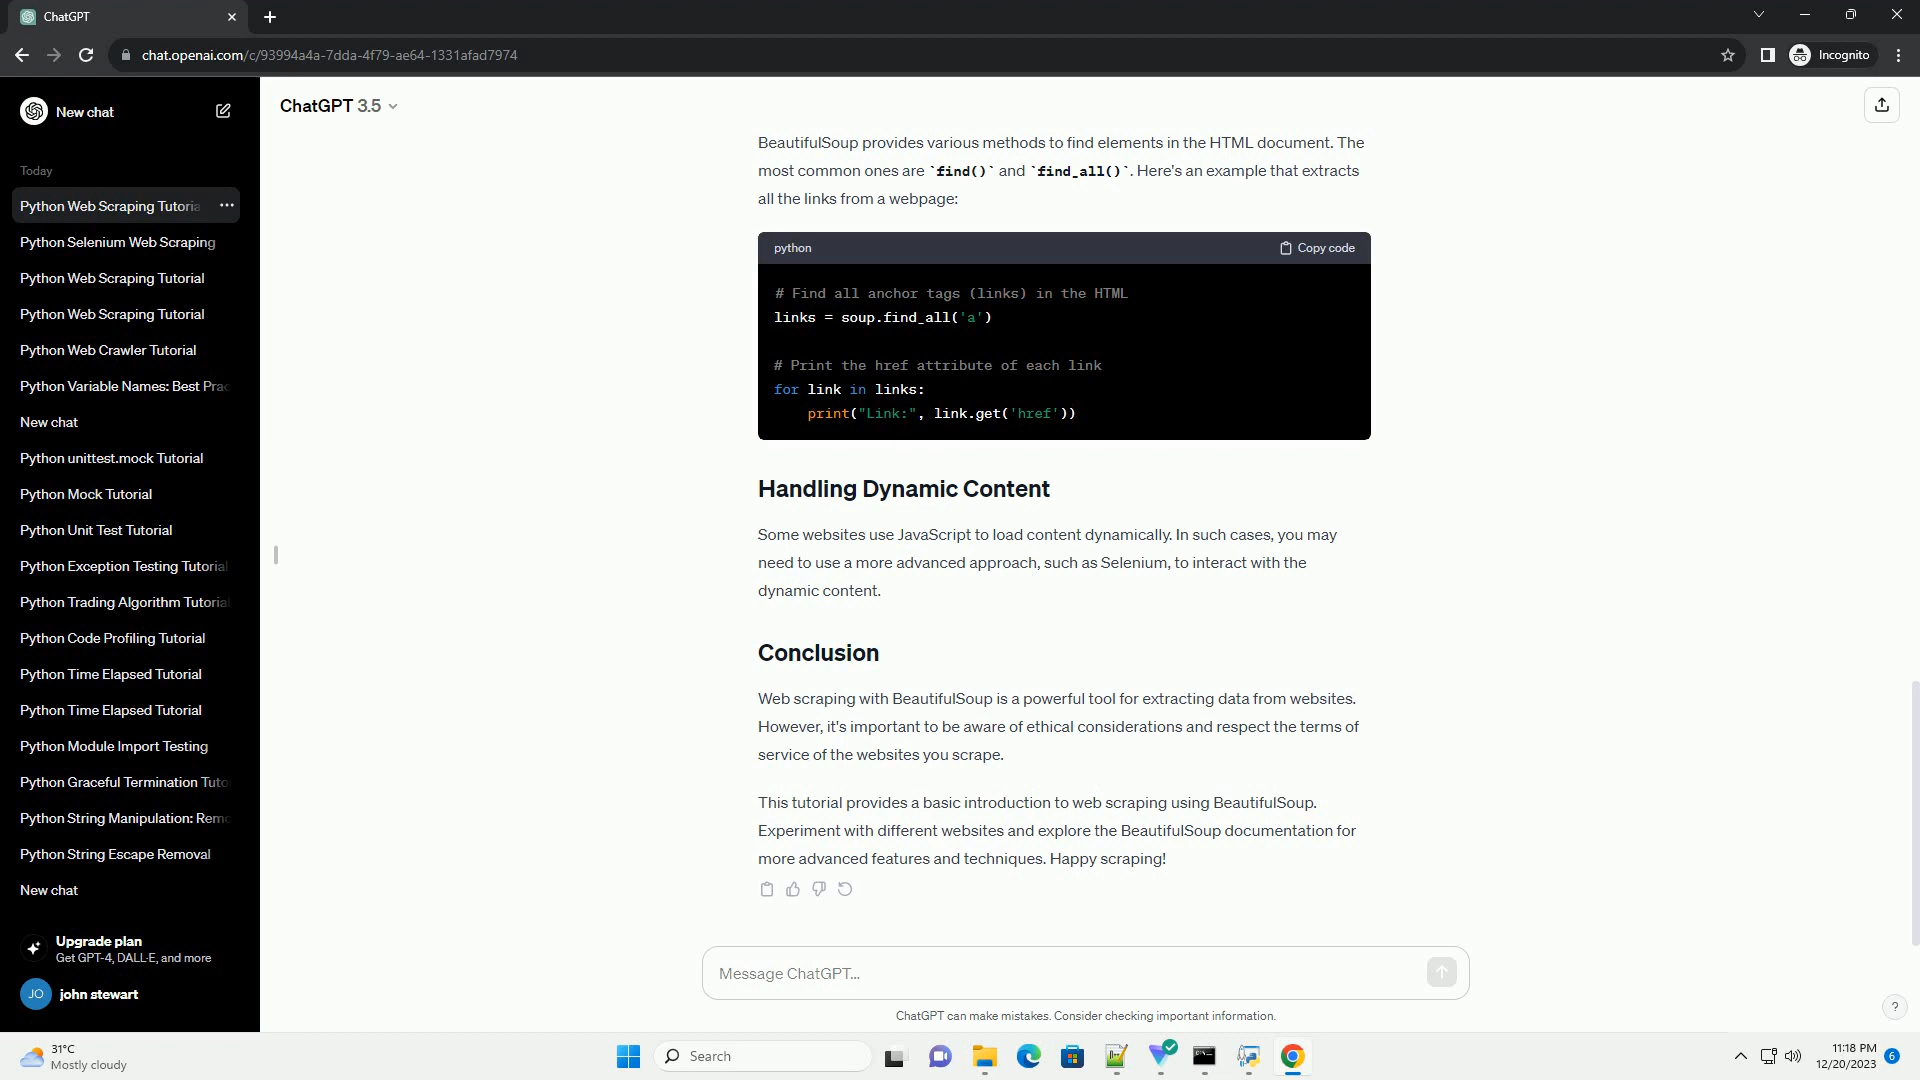 ChatGPT
chat.openai.com/c/93994a4a-7dda-4f79-ae64-1331afad7974
Incognito
New chat
Today
Python Web Scraping Tutoria
Python Selenium Web Scraping
Python Web Scraping Tutorial
Python Web Scraping Tutorial
Python Web Crawler Tutorial
Python Variable Names: Best Prac
New chat
Python unittest.mock Tutorial
Python Mock Tutorial
Python Unit Test Tutorial
Python Exception Testing Tutorial
Python Trading Algorithm Tutorial
Python Code Profiling Tutorial
Python Time Elapsed Tutorial
Python Time Elapsed Tutorial
Python Module Import Testing
Python Graceful Termination Tuto
Python String Manipulation: Remo
Python String Escape Removal
New chat
Upgrade plan
Get GPT-4, DALL·E, and more
JO
john stewart
ChatGPT 3.5
BeautifulSoup provides various methods to find elements in the HTML document. The
most common ones are `find()` and `find_all()`. Here's an example that extracts
all the links from a webpage:
python
Copy code
# Find all anchor tags (links) in the HTML
links = soup.find_all('a')
# Print the href attribute of each link
for link in links:
    print("Link:", link.get('href'))
Handling Dynamic Content
Some websites use JavaScript to load content dynamically. In such cases, you may
need to use a more advanced approach, such as Selenium, to interact with the
dynamic content.
Conclusion
Web scraping with BeautifulSoup is a powerful tool for extracting data from websites.
However, it's important to be aware of ethical considerations and respect the terms of
service of the websites you scrape.
This tutorial provides a basic introduction to web scraping using BeautifulSoup.
Experiment with different websites and explore the BeautifulSoup documentation for
more advanced features and techniques. Happy scraping!
Message ChatGPT...
ChatGPT can make mistakes. Consider checking important information.
?
31°C
Mostly cloudy
Search
11:18 PM
12/20/2023
6